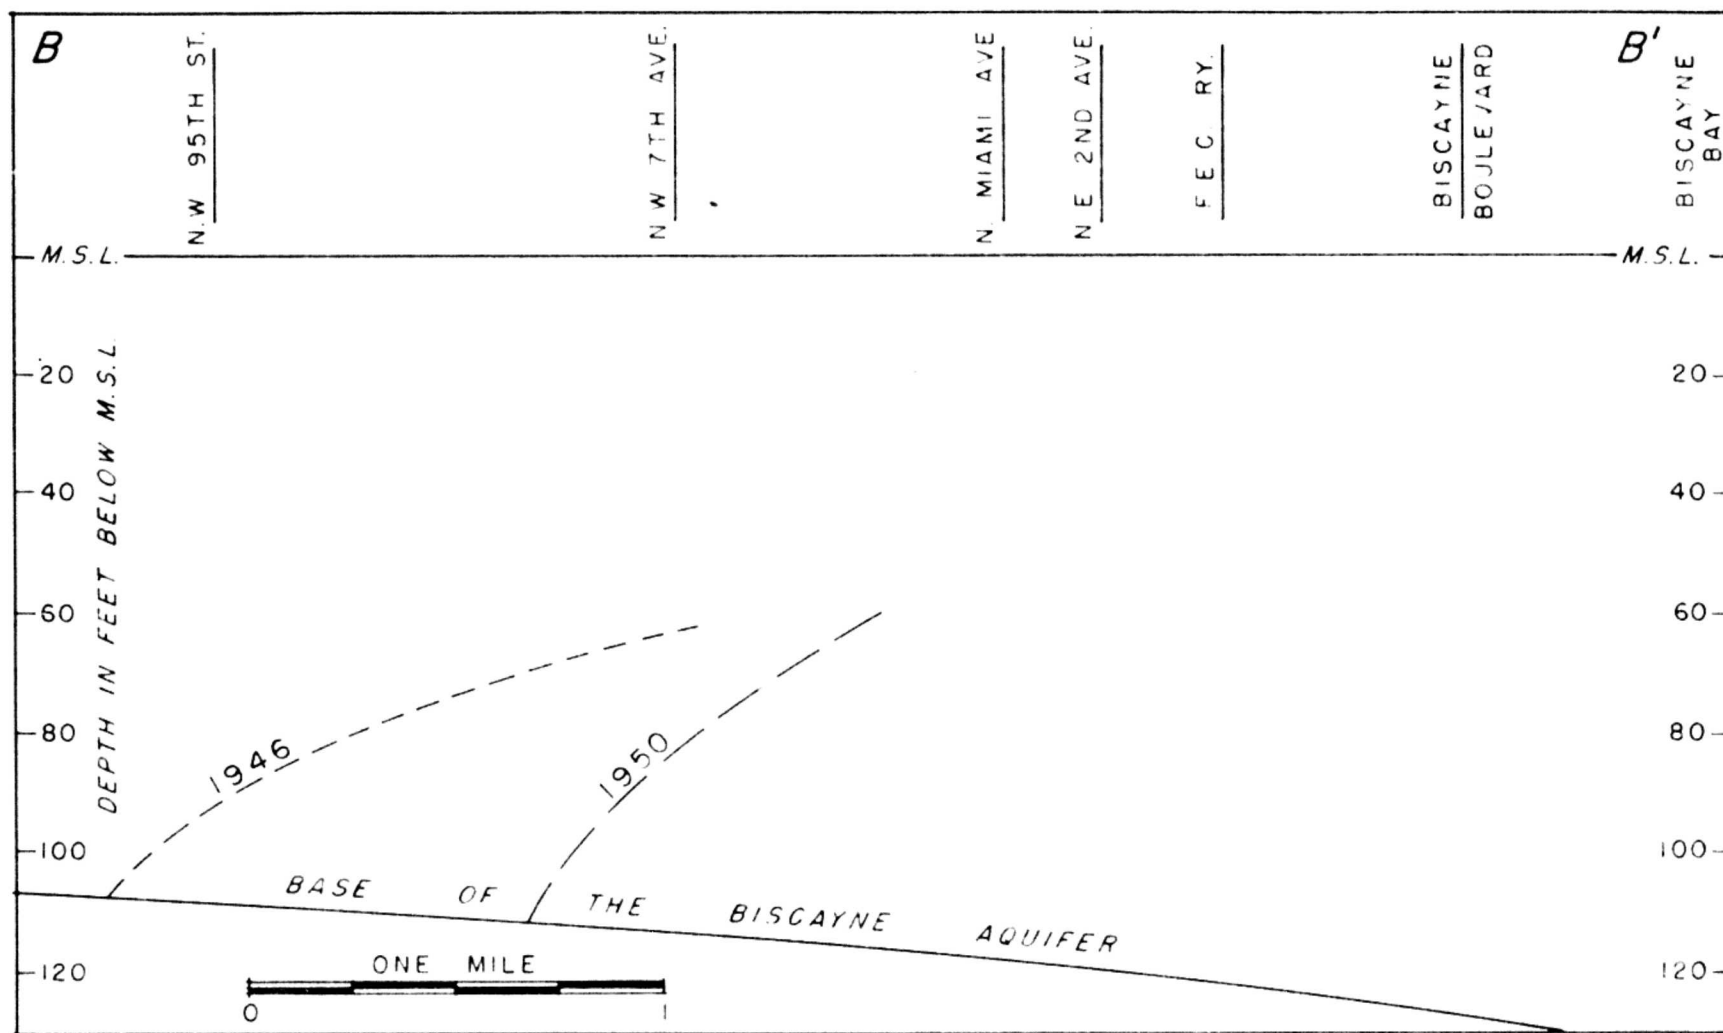 B
N.W 95TH ST.
N W 7TH AVE.
N. MIAMI AVE
N E 2ND AVE.
F E C RY.
BISCAYNE
BOULEVARD
B'
BISCAYNE
BAY
M.S.L.
M.S.L.
DEPTH IN FEET BELOW M.S.L.
20
40
60
80
100
120
20
40
60
80
100
120
1946
1950
BASE OF THE BISCAYNE AQUIFER
ONE MILE
0
1